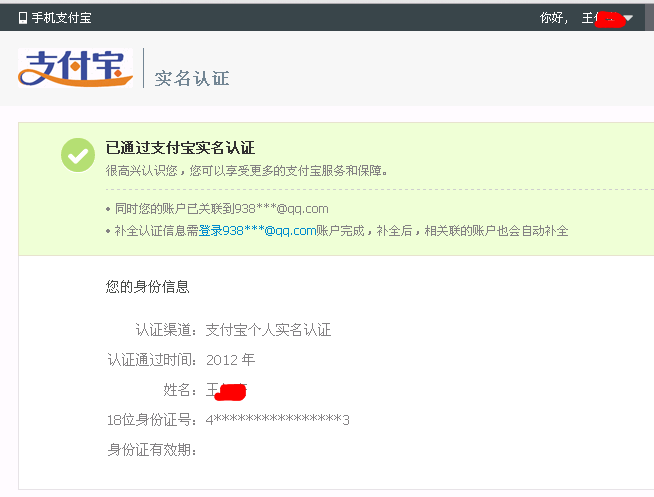 手机支付宝
你好， 王
支付宝
实名认证
已通过支付宝实名认证
很高兴认识您，您可以享受更多的支付宝服务和保障。
• 同时您的账户已关联到938***@qq.com
• 补全认证信息需登录938***@qq.com账户完成，补全后，相关联的账户也会自动补全
您的身份信息
认证渠道： 支付宝个人实名认证
认证通过时间： 2012 年
姓名： 王
18位身份证号： 4****************3
身份证有效期：